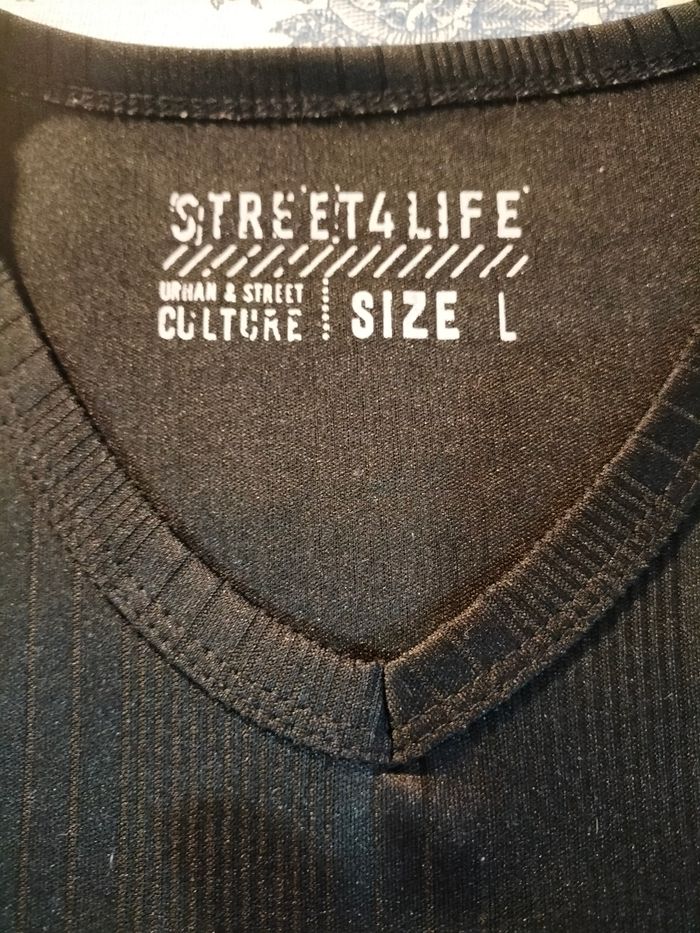 STREET4LIFE
URBAN & STREET
CULTURE
SIZE L